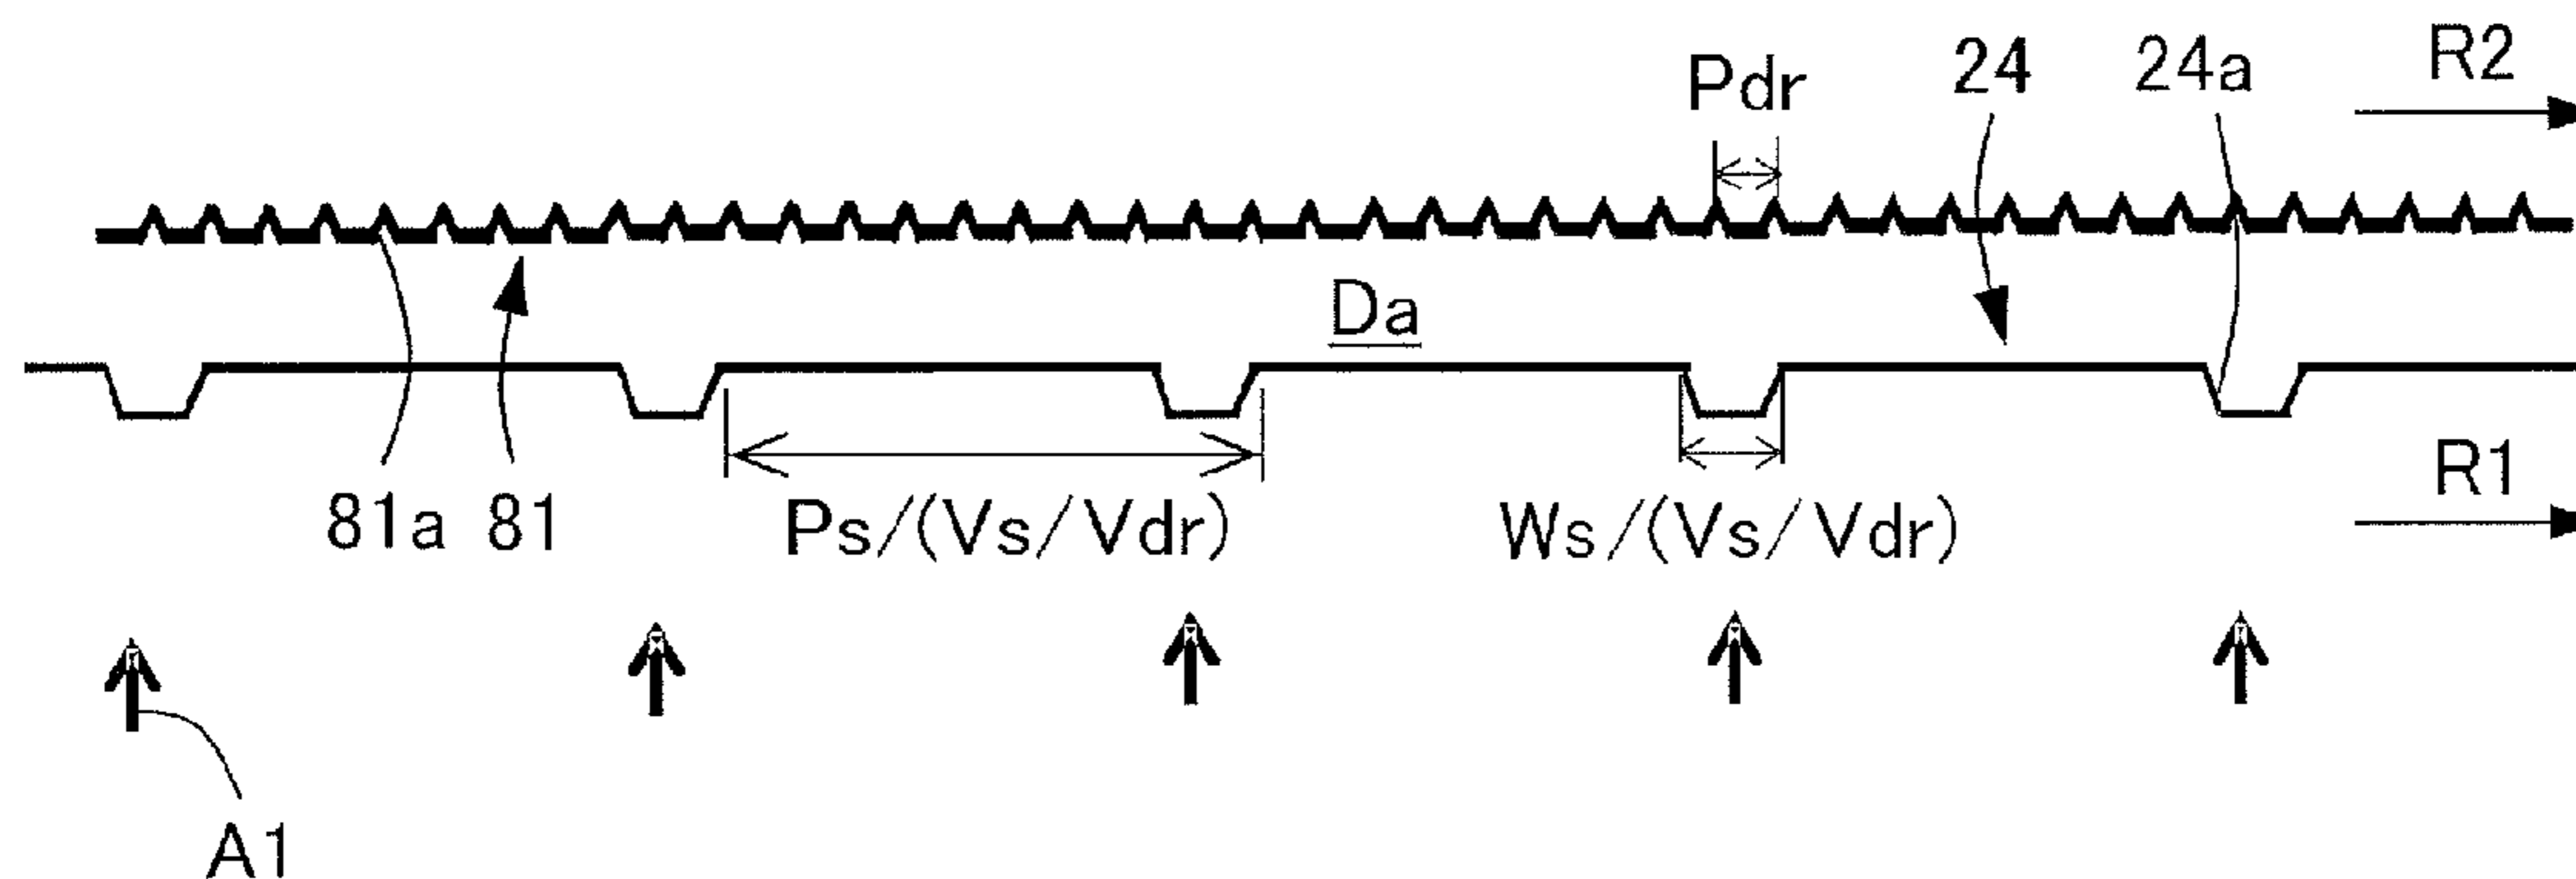 Pdr 24 24a R2
Da
81a 81 Ps/(Vs/Vdr) Ws/(Vs/Vdr) R1
A1